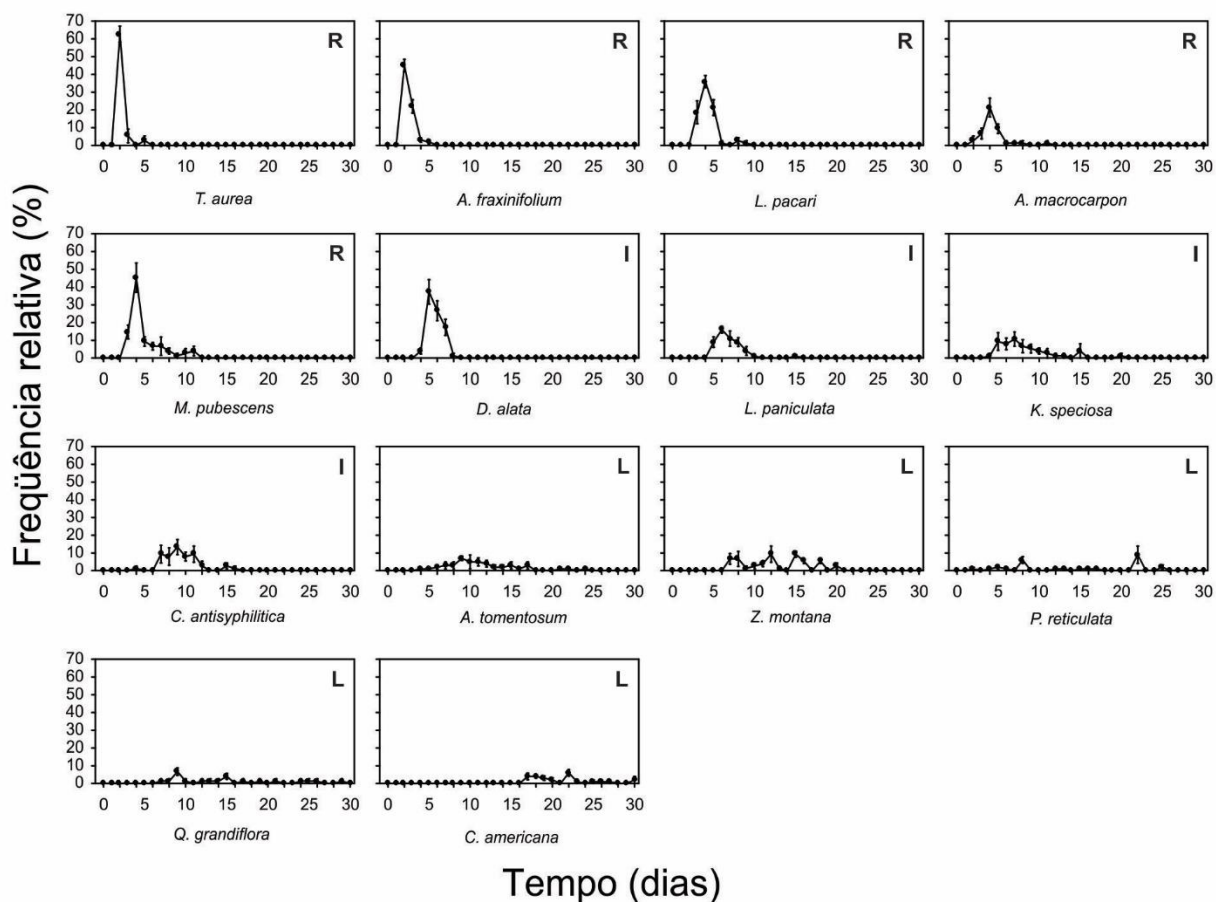 Freqüência relativa (%)
70
60
50
40
30
20
10
0
R
0 5 10 15 20 25 30
T. aurea
R
0 5 10 15 20 25 30
A. fraxinifolium
R
0 5 10 15 20 25 30
L. pacari
R
0 5 10 15 20 25 30
A. macrocarpon
70
60
50
40
30
20
10
0
R
0 5 10 15 20 25 30
M. pubescens
I
0 5 10 15 20 25 30
D. alata
I
0 5 10 15 20 25 30
L. paniculata
I
0 5 10 15 20 25 30
K. speciosa
70
60
50
40
30
20
10
0
I
0 5 10 15 20 25 30
C. antisyphilitica
L
0 5 10 15 20 25 30
A. tomentosum
L
0 5 10 15 20 25 30
Z. montana
L
0 5 10 15 20 25 30
P. reticulata
70
60
50
40
30
20
10
0
L
0 5 10 15 20 25 30
Q. grandiflora
L
0 5 10 15 20 25 30
C. americana
Tempo (dias)